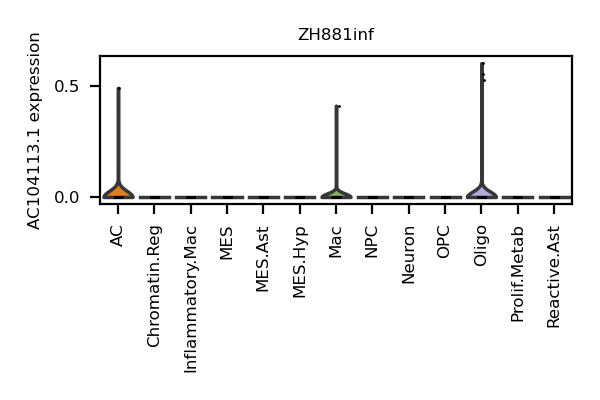 ZH881inf
AC104113.1 expression
0.5
0.0
AC
Chromatin.Reg
Inflammatory.Mac
MES
MES.Ast
MES.Hyp
Mac
NPC
Neuron
OPC
Oligo
Prolif.Metab
Reactive.Ast